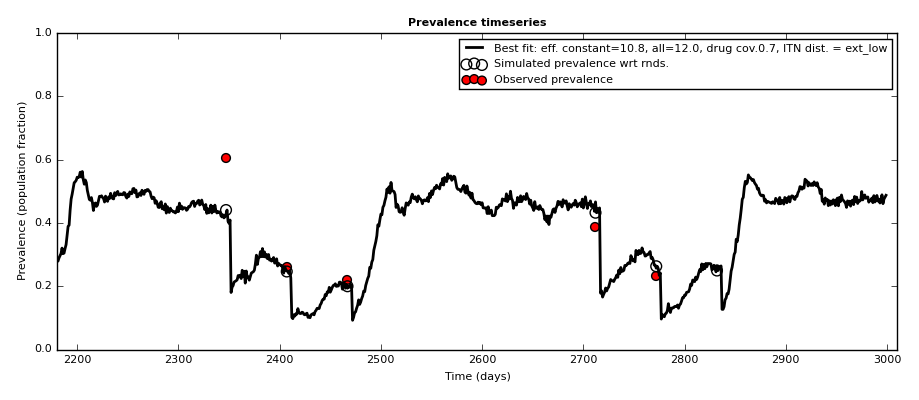 Prevalence timeseries
1.0
0.8
0.6
0.4
0.2
0.0
Prevalence (population fraction)
Best fit: eff. constant=10.8, all=12.0, drug cov.0.7, ITN dist. = ext_low
Simulated prevalence wrt rnds.
Observed prevalence
2200 2300 2400 2500 2600 2700 2800 2900 3000
Time (days)